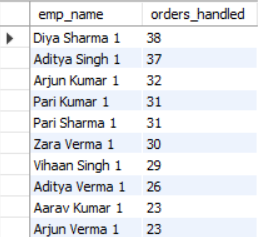 emp_name orders_handled
Diya Sharma 1 38
Aditya Singh 1 37
Arjun Kumar 1 32
Pari Kumar 1 31
Pari Sharma 1 31
Zara Verma 1 30
Vihaan Singh 1 29
Aditya Verma 1 26
Aarav Kumar 1 23
Arjun Verma 1 23